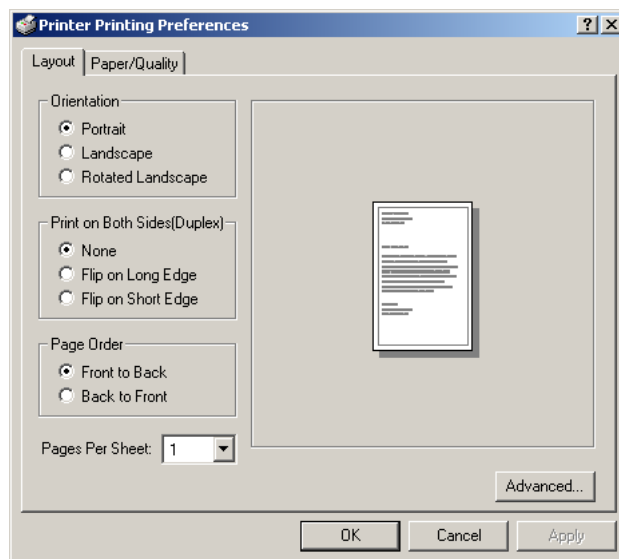 Printer Printing Preferences
Layout
Paper/Quality
Orientation
Portrait
Landscape
Rotated Landscape
Print on Both Sides(Duplex)
None
Flip on Long Edge
Flip on Short Edge
Page Order
Front to Back
Back to Front
Pages Per Sheet: 1
Advanced...
OK Cancel Apply